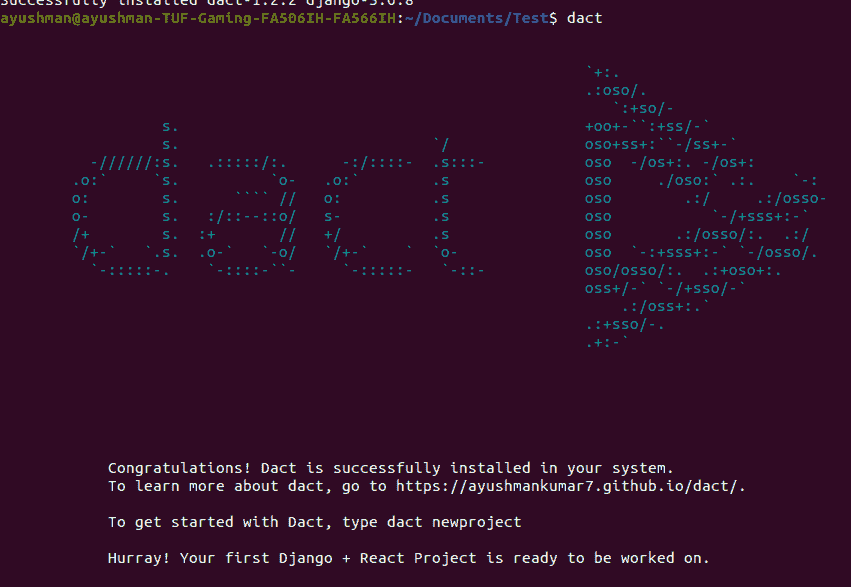 Successfully installed dact-1.2.2 django-3.0.8
ayushman@ayushman-TUF-Gaming-FA506IH-FA566IH:~/Documents/Test$ dact
dact
Congratulations! Dact is successfully installed in your system.
To learn more about dact, go to https://ayushmankumar7.github.io/dact/.
To get started with Dact, type dact newproject
Hurray! Your first Django + React Project is ready to be worked on.